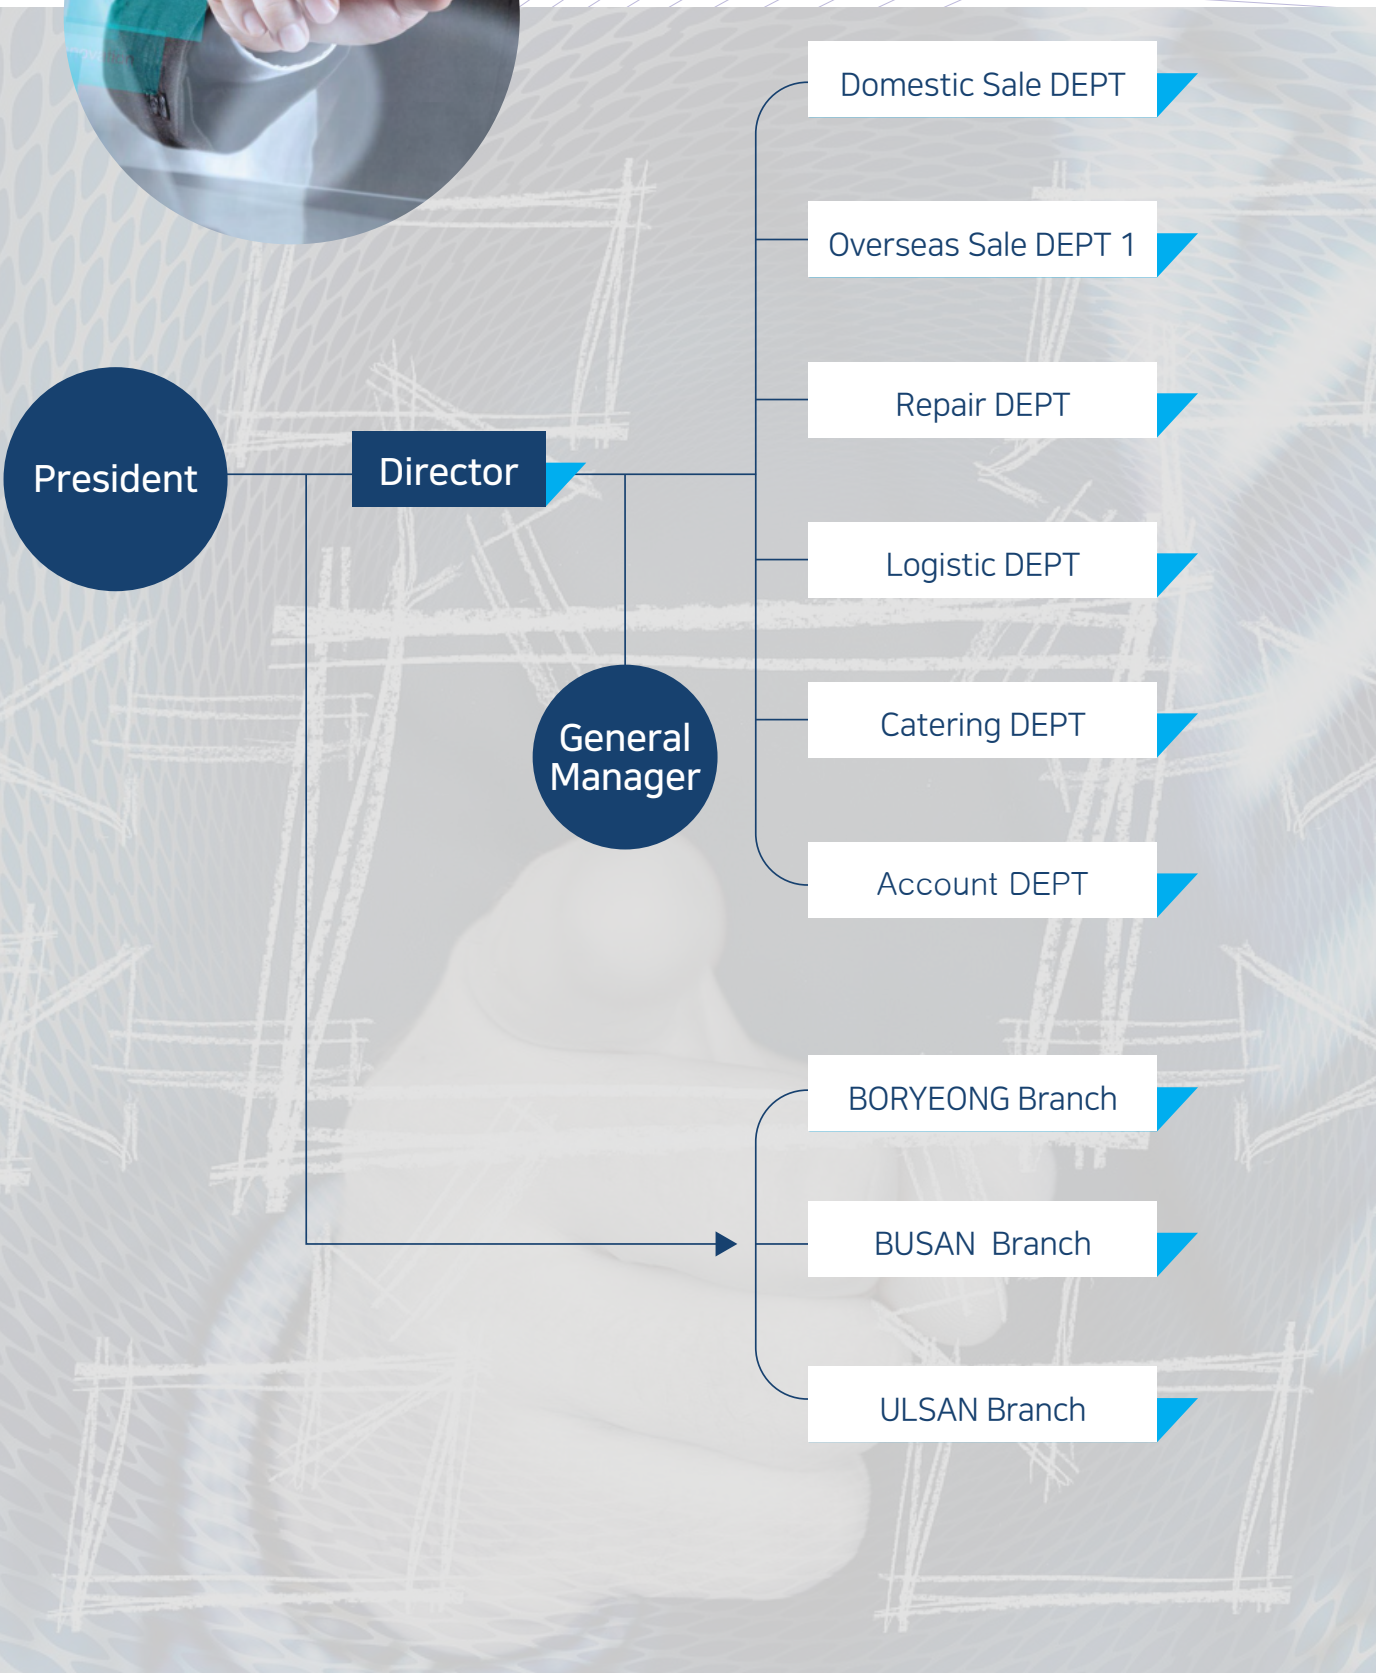 Domestic Sale DEPT
Overseas Sale DEPT 1
Repair DEPT
President
Director
Logistic DEPT
General
Manager
Catering DEPT
Account DEPT
BORYEONG Branch
BUSAN Branch
ULSAN Branch